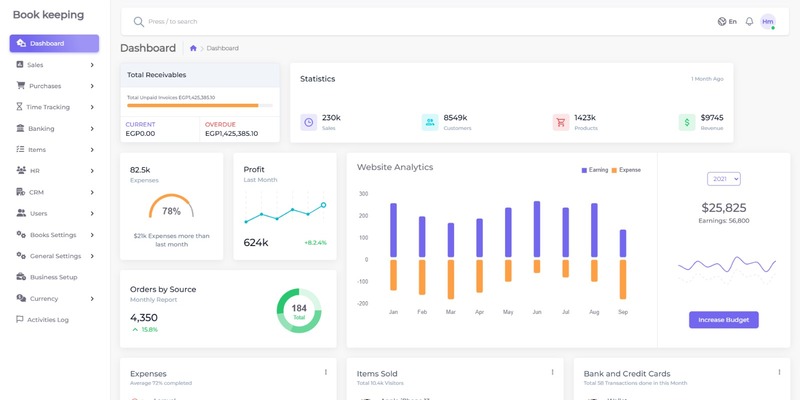 Book keeping
Dashboard
Sales
Purchases
Time Tracking
Banking
Items
HR
CRM
Users
Books Settings
General Settings
Business Setup
Currency
Activities Log
Press / to search
En
Hm
Dashboard
Dashboard
Total Receivables
Total Unpaid Invoices EGP1,425,385.10
CURRENT
EGP0.00
OVERDUE
EGP1,425,385.10
Statistics
1 Month Ago
230k
Sales
8549k
Customers
1423k
Products
$9745
Revenue
82.5k
Expenses
78%
$21k Expenses more than
last month
Profit
Last Month
624k
+8.2.4%
Website Analytics
Earning
Expense
300
200
100
0
-100
-200
Jan
Feb
Mar
Apr
May
Jun
Jul
Aug
Sep
2021
$25,825
Earnings: 56,800
Increase Budget
Orders by Source
Monthly Report
4,350
15.8%
184
Total
Expenses
Average 72% completed
Items Sold
Total 10.4k Visitors
Bank and Credit Cards
Total 58 Transactions done in this Month